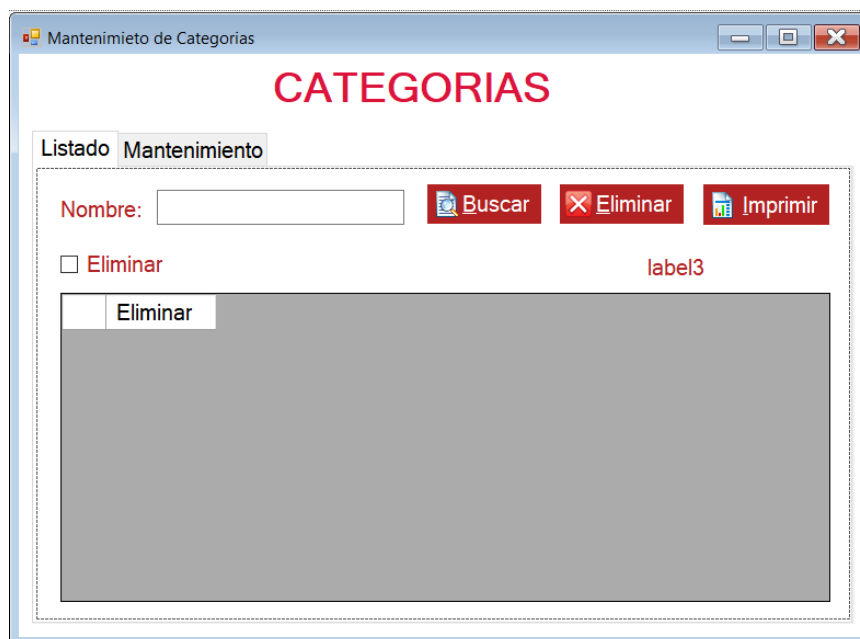 Mantenimieto de Categorias
CATEGORIAS
Listado Mantenimiento
Nombre: Buscar Eliminar Imprimir
Eliminar label3
Eliminar